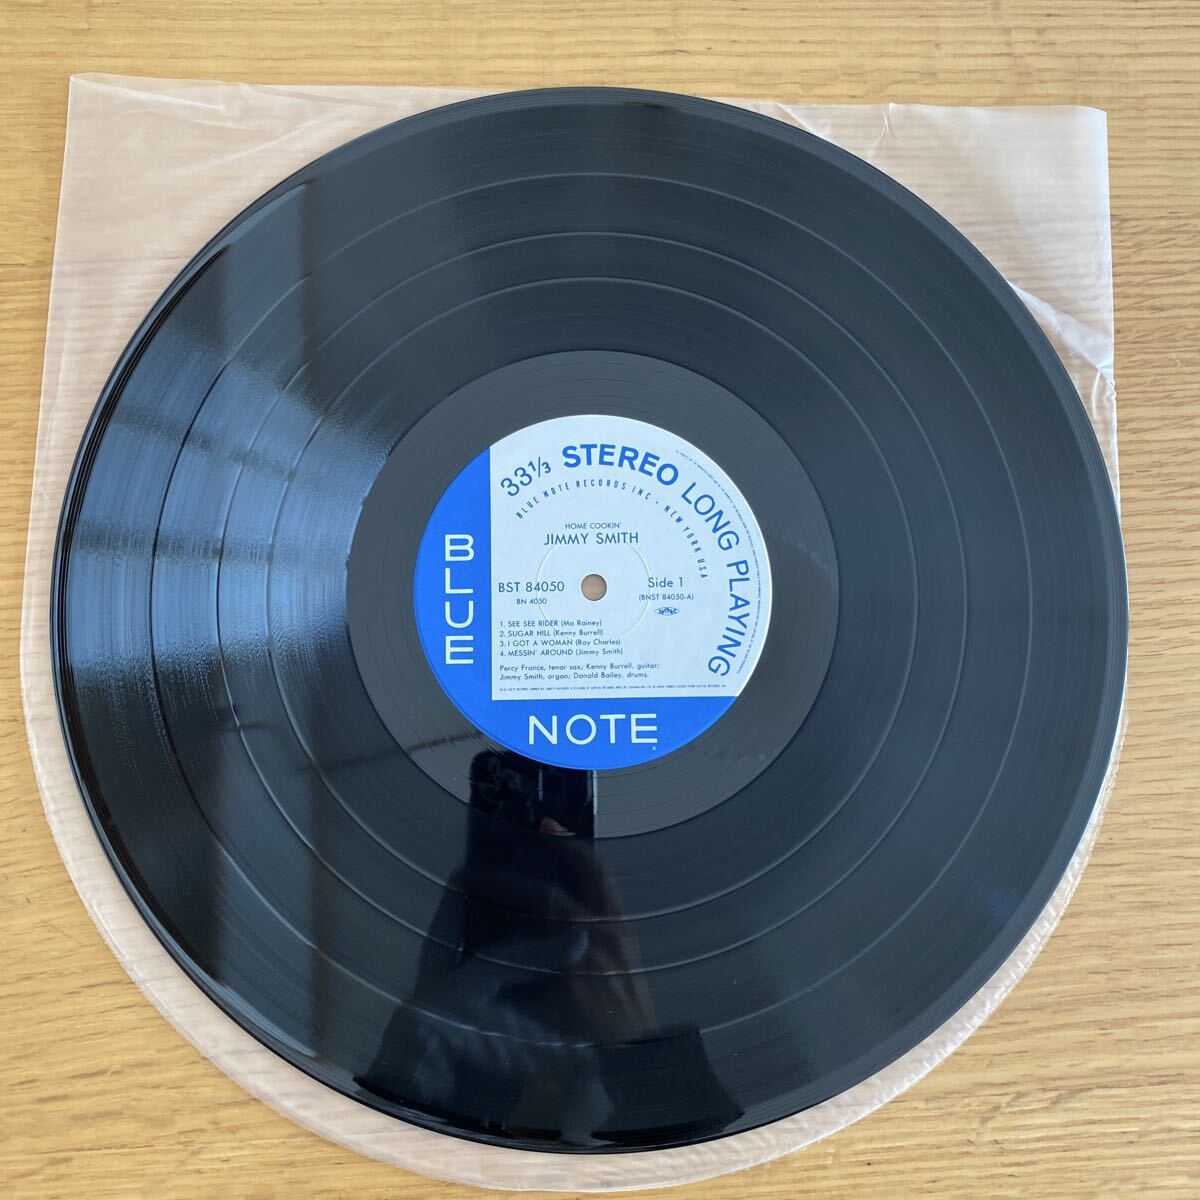 33⅓ STEREO LONG PLAYING
BLUE NOTE RECORDS INC · NEW YORK USA
HOME COOKIN'
JIMMY SMITH
BST 84050
BN 4050
Side 1
(BNST 84050-A)
1. SEE SEE RIDER (Ma Rainey)
2. SUGAR HILL (Kenny Burrell)
3. I GOT A WOMAN (Ray Charles)
4. MESSIN' AROUND (Jimmy Smith)
Percy France, tenor sax; Kenny Burrell, guitar;
Jimmy Smith, organ; Donald Bailey, drums.
BLUE
NOTE